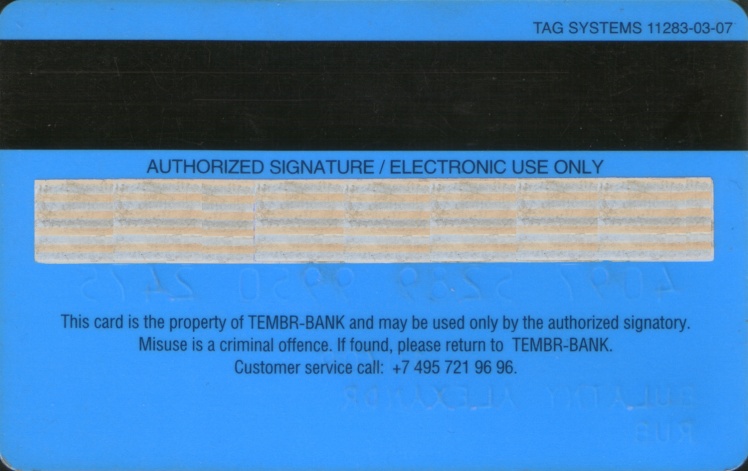 TAG SYSTEMS 11283-03-07
AUTHORIZED SIGNATURE / ELECTRONIC USE ONLY
This card is the property of TEMBR-BANK and may be used only by the authorized signatory.
Misuse is a criminal offence. If found, please return to TEMBR-BANK.
Customer service call: +7 495 721 96 96.